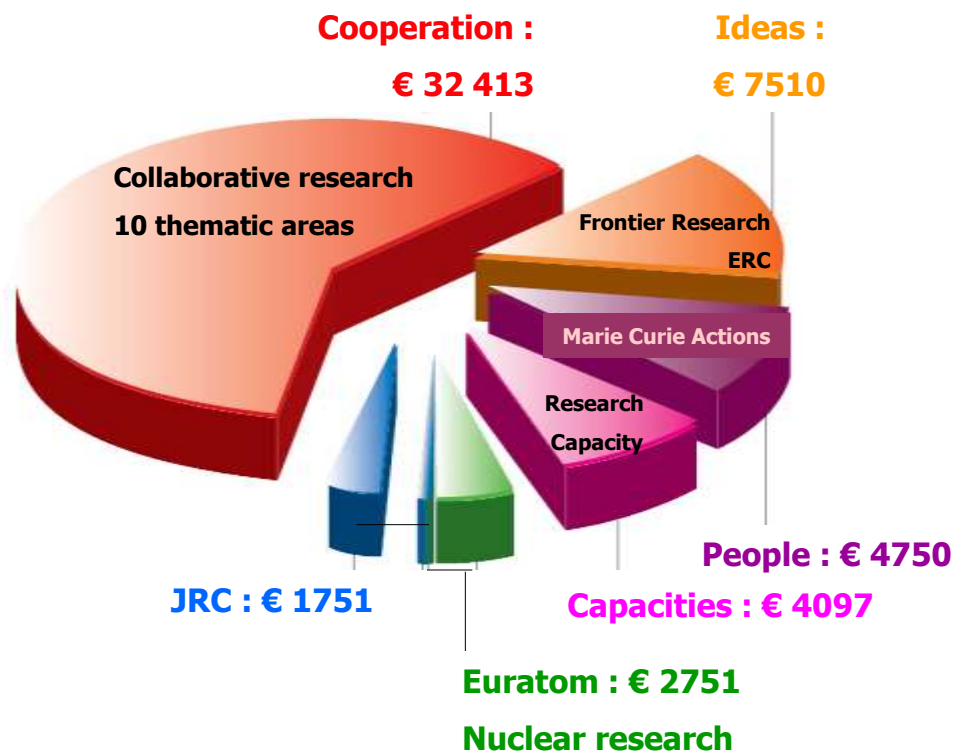 Cooperation :
€ 32 413
Ideas :
€ 7510
Collaborative research
10 thematic areas
Frontier Research
ERC
Marie Curie Actions
Research
Capacity
People : € 4750
JRC : € 1751
Capacities : € 4097
Euratom : € 2751
Nuclear research